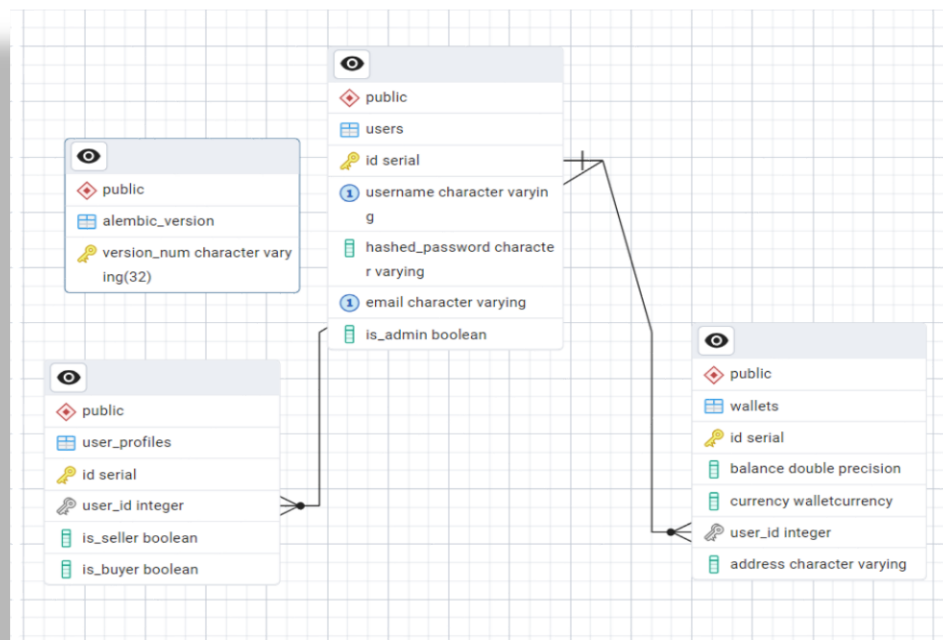 public
users
id serial
username character varyin
g
hashed_password characte
r varying
email character varying
is_admin boolean
public
alembic_version
version_num character vary
ing(32)
public
user_profiles
id serial
user_id integer
is_seller boolean
is_buyer boolean
public
wallets
id serial
balance double precision
currency walletcurrency
user_id integer
address character varying